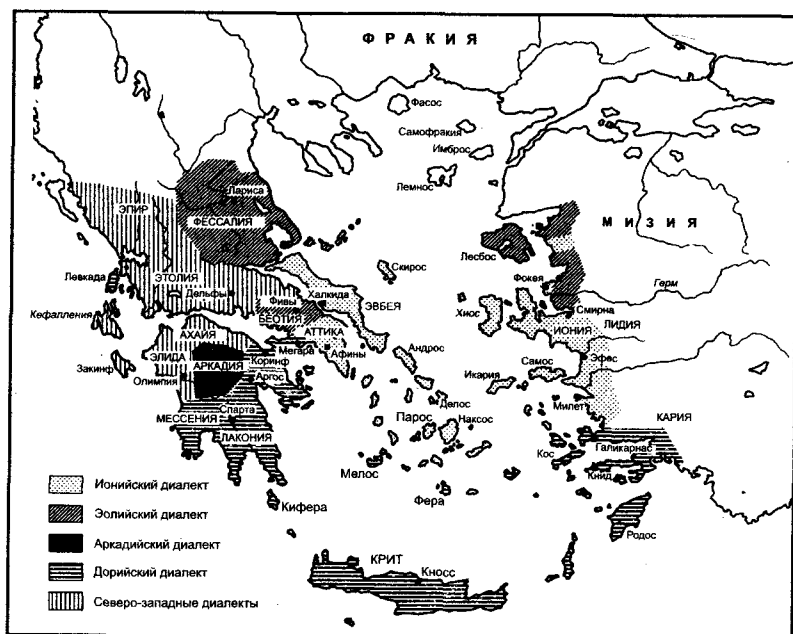 ФРАКИЯ
Фасос
Самофракия
Имброс
Лемнос
Лариса
ЭПИР
ФЕССАЛИЯ
МИЗИЯ
Лесбос
Скирос
Левкада
ЭТОЛИЯ
Дельфы
Фивы
Халкида
ЭВБЕЯ
Фокея
Герм
Хиос
Смирна
Кефалления
БЕОТИЯ
АТТИКА
ИОНИЯ
ЛИДИЯ
АХАЙЯ
Мегара
Афины
Андрос
Эфес
ЭЛИДА
АРКАДИЯ
Коринф
Самос
Закинф
Олимпия
Аргос
Икария
Делос
Милет
Спарта
Парос
Наксос
КАРИЯ
МЕССЕНИЯ
ЛАКОНИЯ
Мелос
Кос
Галикарнас
Книд
Кифера
Фера
Родос
КРИТ
Кносс
Ионийский диалект
Эолийский диалект
Аркадийский диалект
Дорийский диалект
Северо-западные диалекты